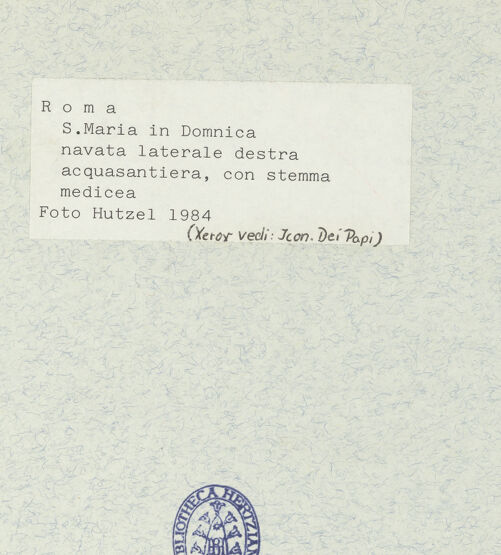 R o m a
S.Maria in Domnica
navata laterale destra
acquasantiera, con stemma
medicea
Foto Hutzel 1984
(Xerox vedi: Icon. Dei Papi)
BIBLIOTHECA HERTZIAN